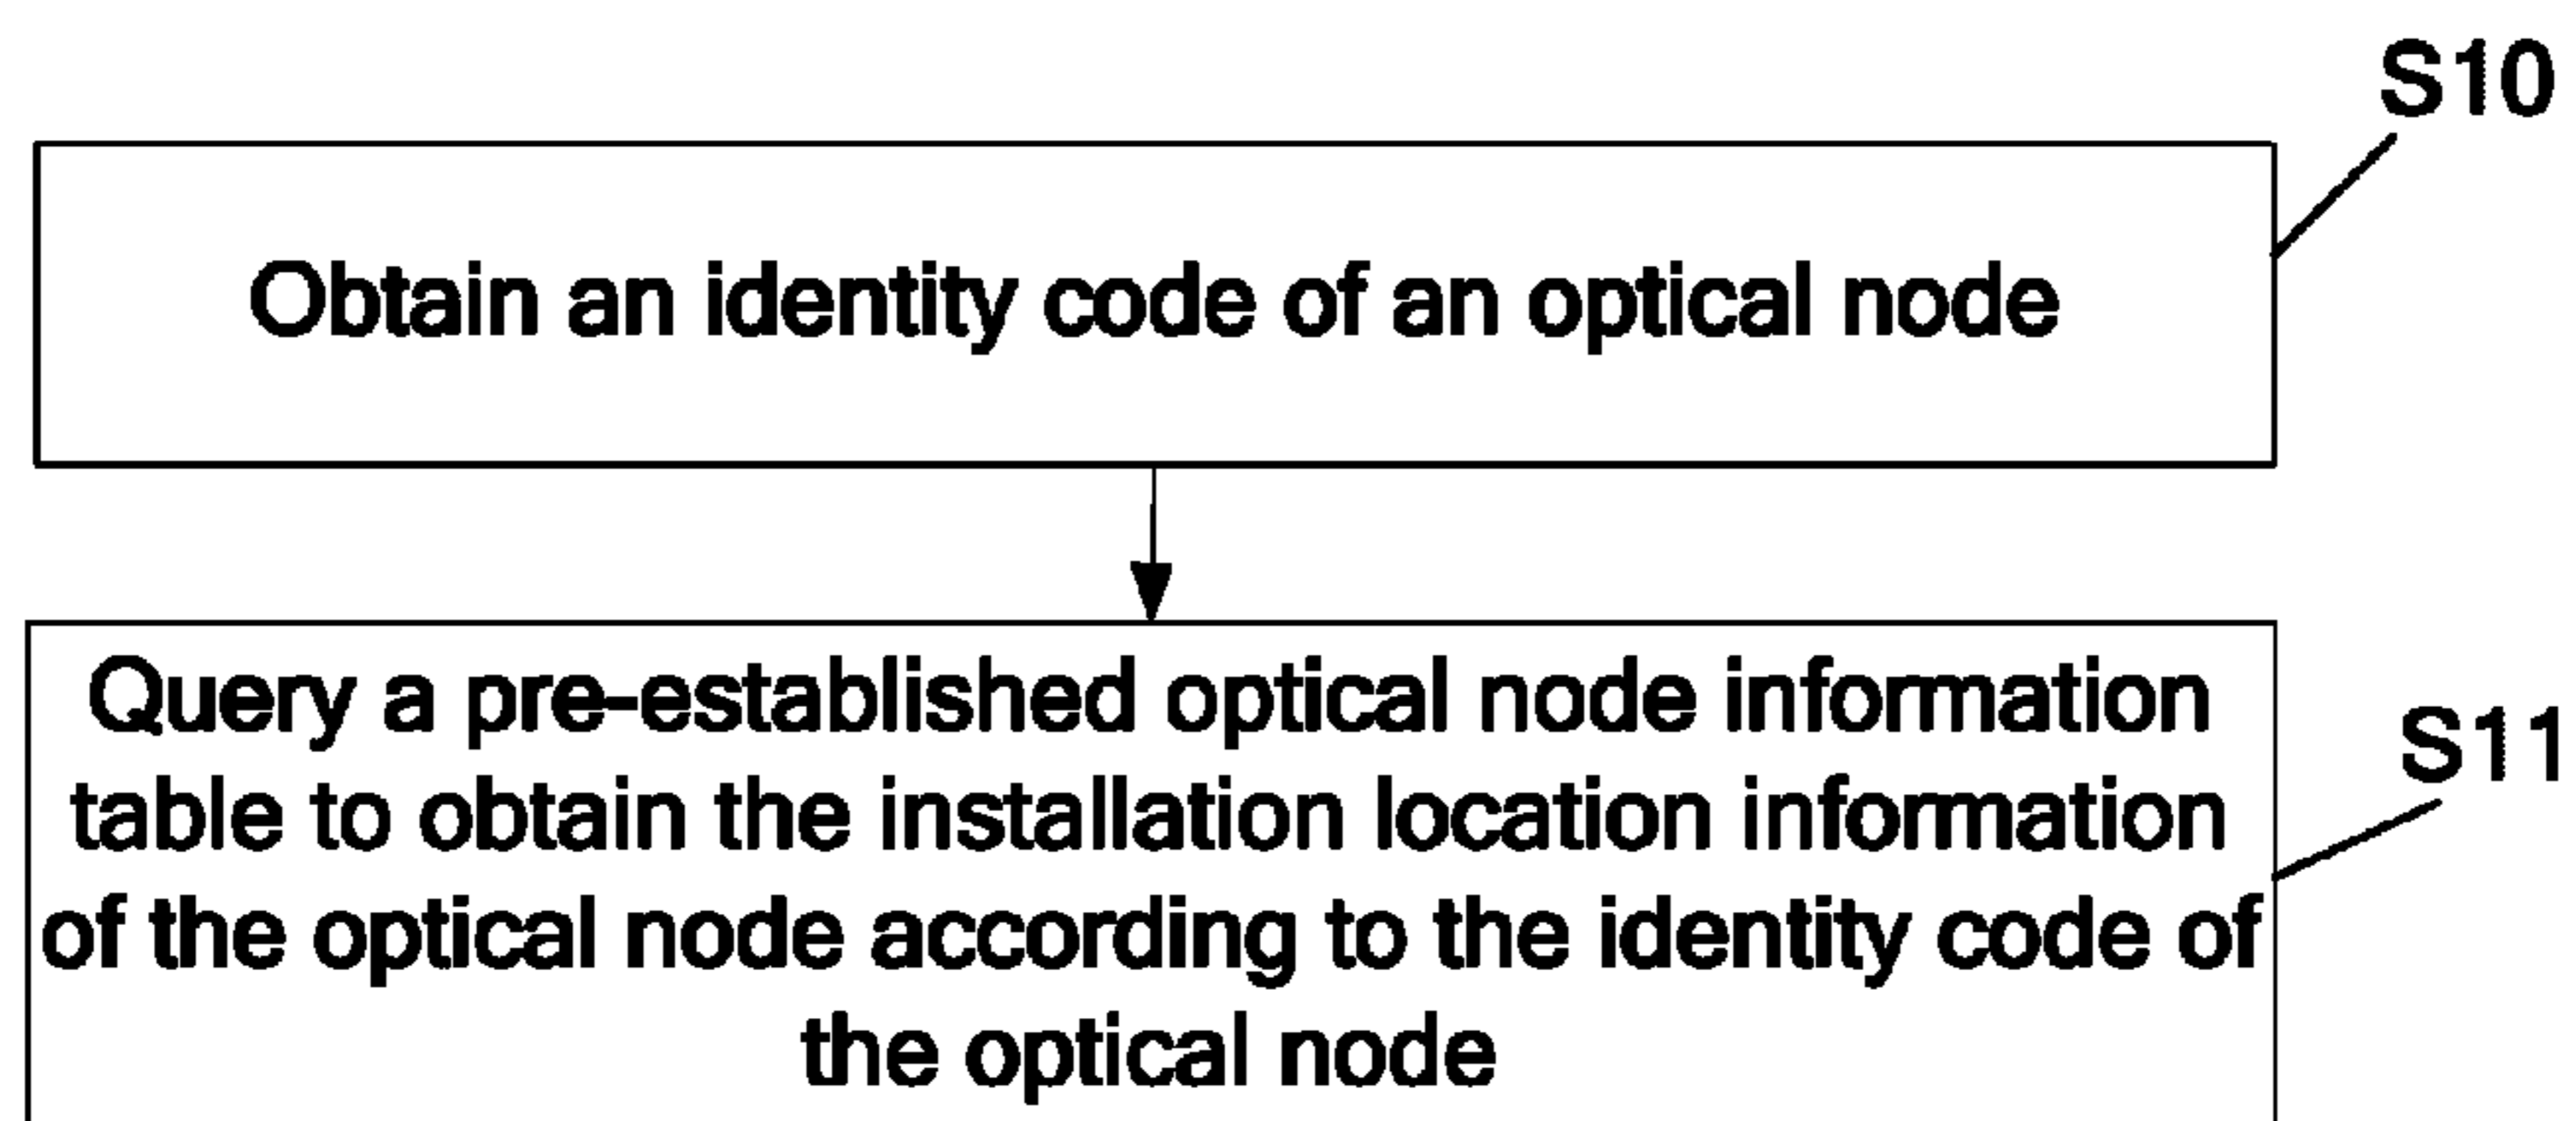 S10
Obtain an identity code of an optical node
Query a pre-established optical node information
table to obtain the installation location information
of the optical node according to the identity code of
the optical node
S11